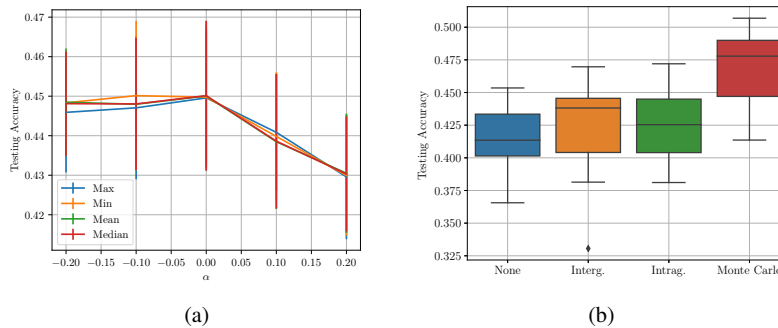 0.47
0.46
0.45
0.44
0.43
0.42
Testing Accuracy
Max
Min
Mean
Median
−0.20 −0.15 −0.10 −0.05 0.00 0.05 0.10 0.15 0.20
α
(a)
0.500
0.475
0.450
0.425
0.400
0.375
0.350
0.325
Testing Accuracy
None Interg. Intrag. Monte Carlo
(b)